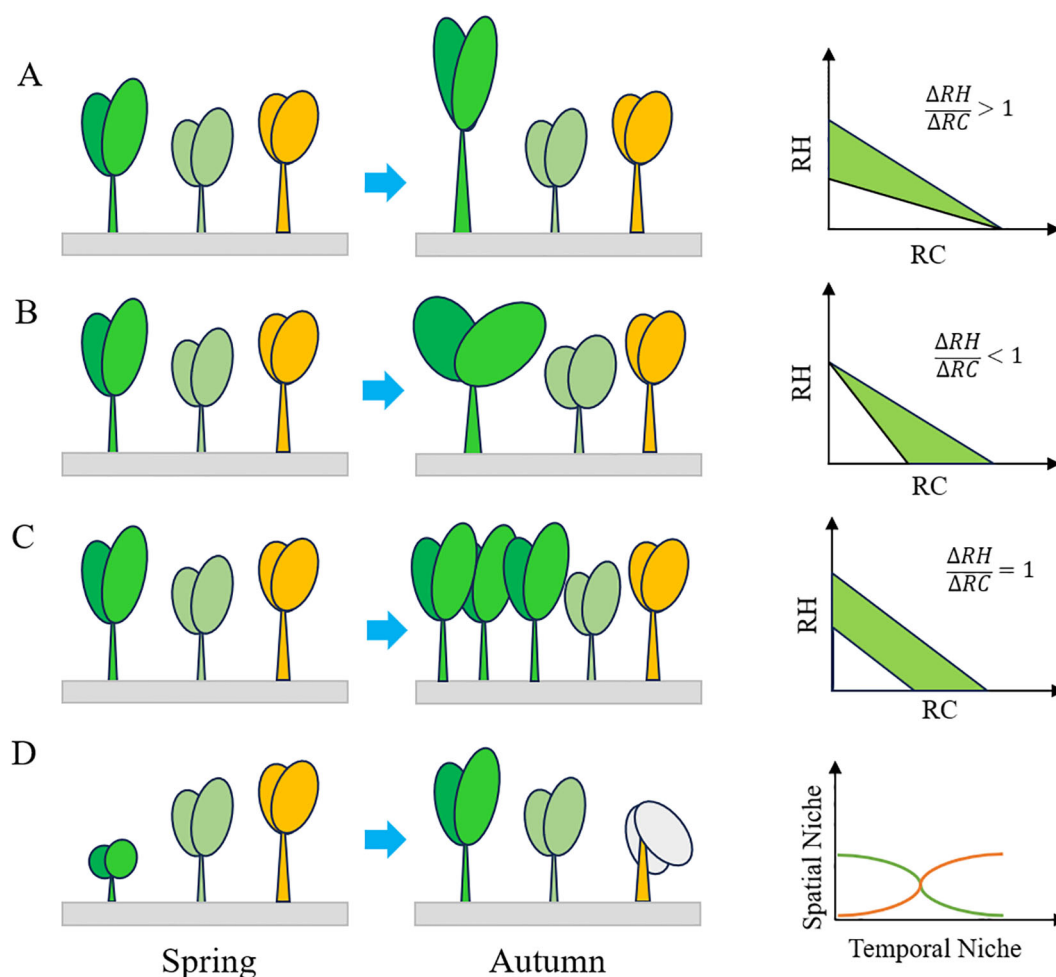 A
RH
ΔRH/ΔRC > 1
RC
B
RH
ΔRH/ΔRC < 1
RC
C
RH
ΔRH/ΔRC = 1
RC
D
Spatial Niche
Temporal Niche
Spring
Autumn